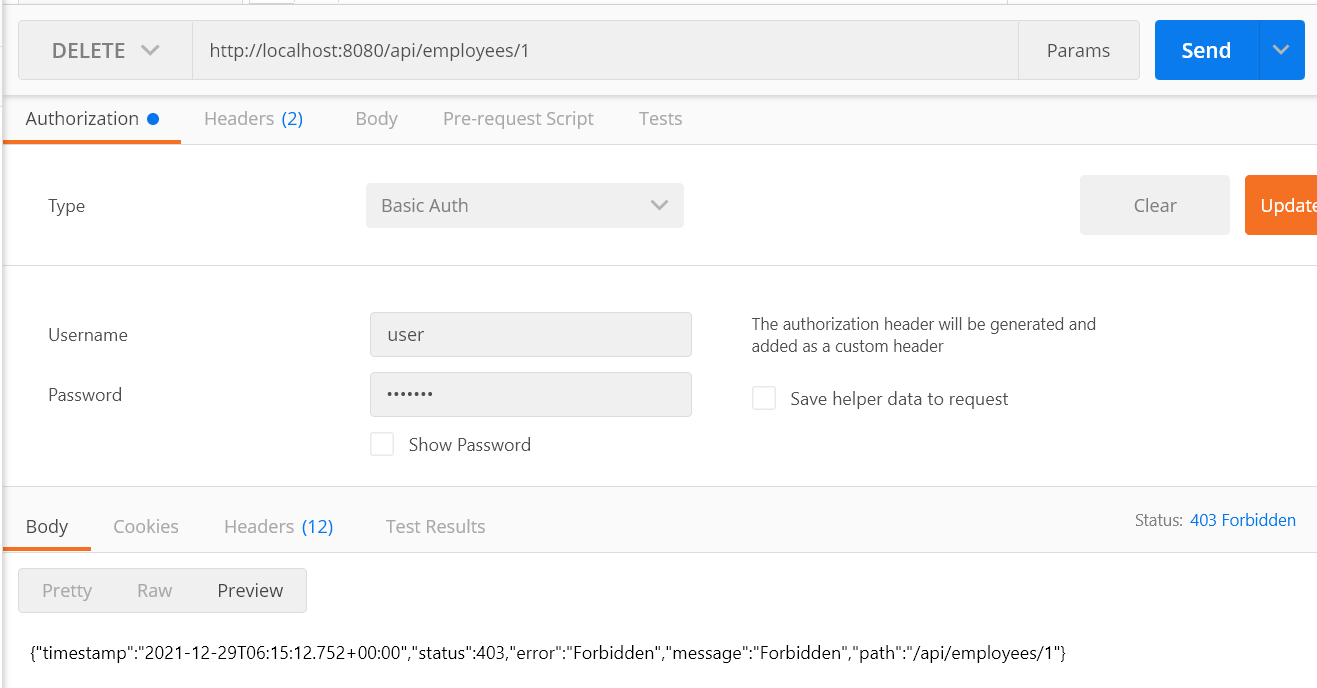 DELETE http://localhost:8080/api/employees/1 Params Send
Authorization Headers (2) Body Pre-request Script Tests
Type Basic Auth Clear Update
Username user The authorization header will be generated and
added as a custom header
Password ••••••• Save helper data to request
Show Password
Body Cookies Headers (12) Test Results Status: 403 Forbidden
Pretty Raw Preview
{"timestamp":"2021-12-29T06:15:12.752+00:00","status":403,"error":"Forbidden","message":"Forbidden","path":"/api/employees/1"}